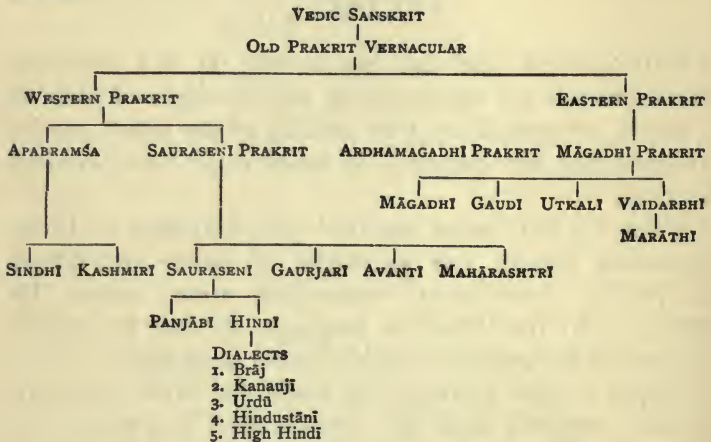 VEDIC SANSKRIT
OLD PRAKRIT VERNACULAR
WESTERN PRAKRIT EASTERN PRAKRIT
APABRAMŚA SAURASENĪ PRAKRIT ARDHAMAGADHĪ PRAKRIT MĀGADHĪ PRAKRIT
MĀGADHĪ GAUDĪ UTKALĪ VAIDARBHĪ
MARĀTHĪ
SINDHĪ KASHMIRĪ SAURASENĪ GAURJARĪ AVANTĪ MAHĀRASHTRĪ
PANJĀBĪ HINDĪ
DIALECTS
1. Brāj
2. Kanaujī
3. Urdū
4. Hindustānī
5. High Hindī